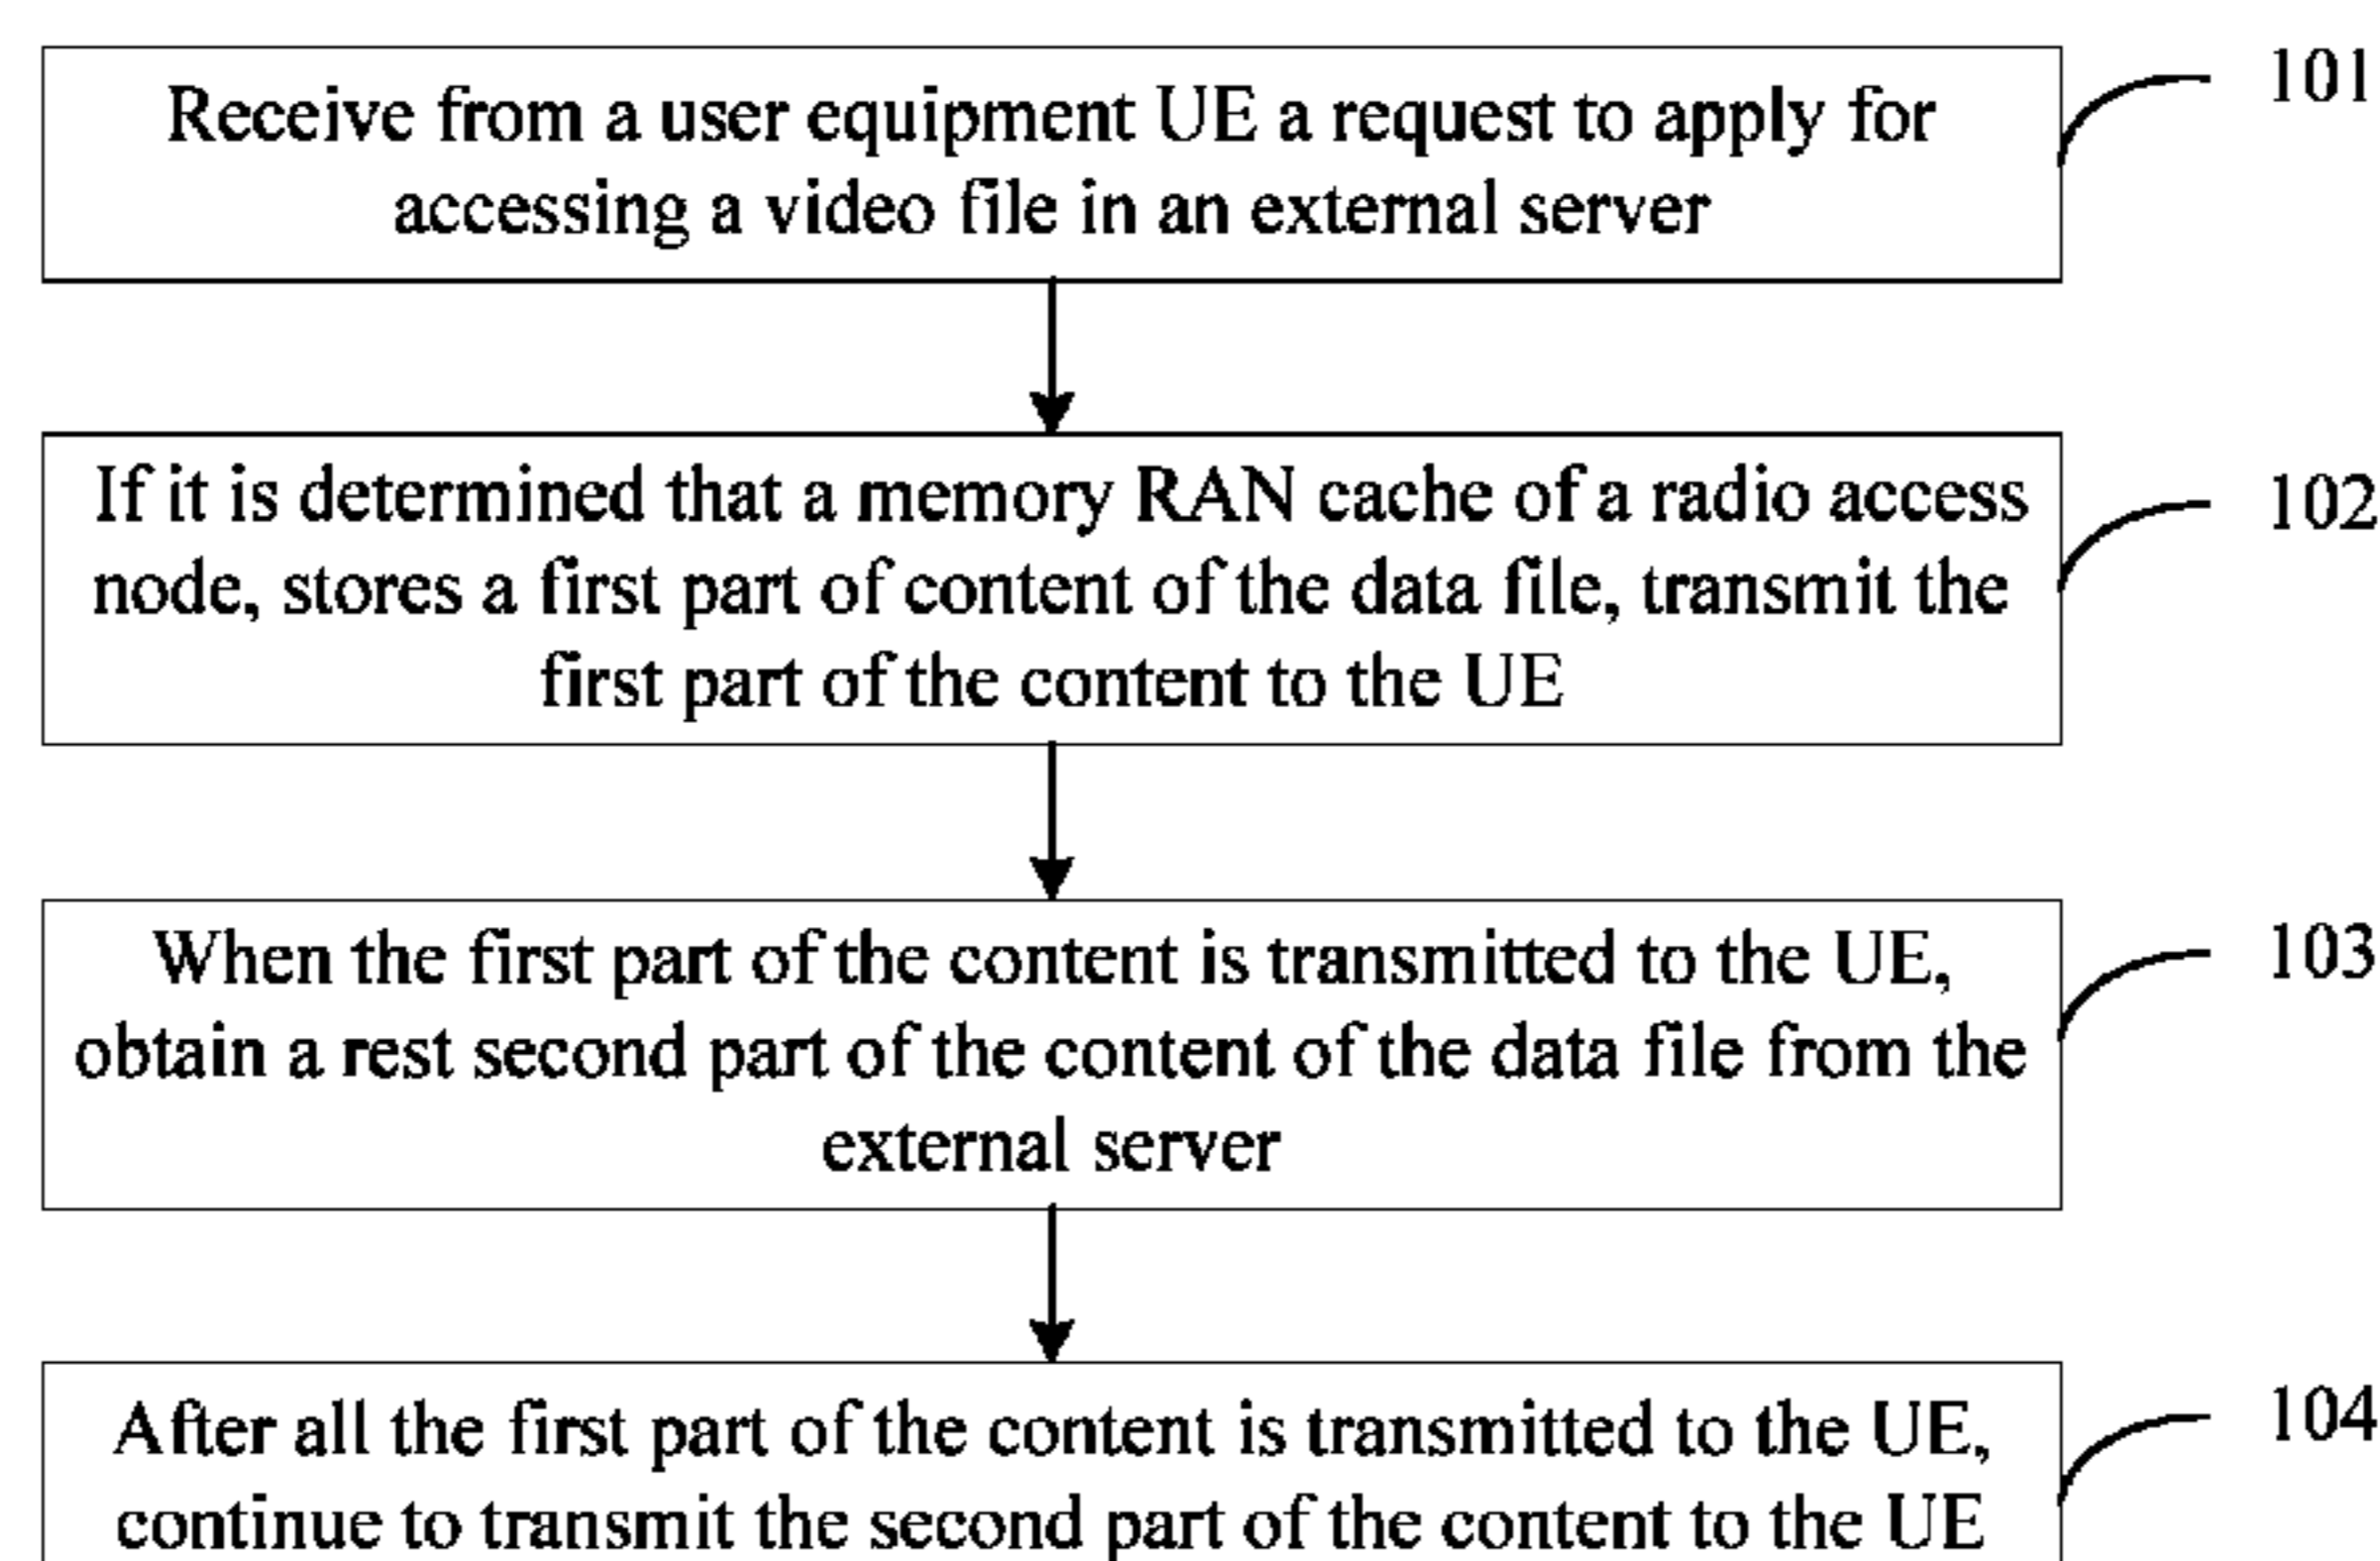 Receive from a user equipment UE a request to apply for
accessing a video file in an external server
101
If it is determined that a memory RAN cache of a radio access
node, stores a first part of content of the data file, transmit the
first part of the content to the UE
102
When the first part of the content is transmitted to the UE,
obtain a rest second part of the content of the data file from the
external server
103
After all the first part of the content is transmitted to the UE,
continue to transmit the second part of the content to the UE
104